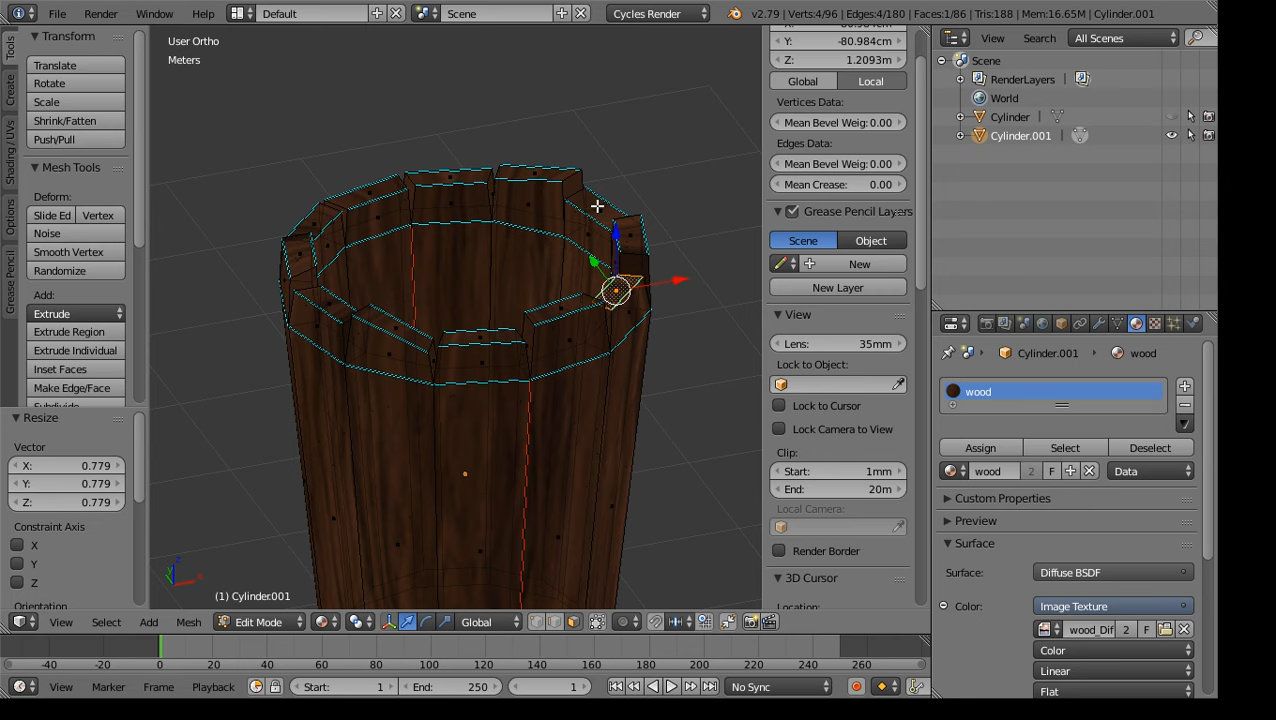 File Render Window Help Default Scene Cycles Render v2.79 | Verts:4/96 | Edges:4/180 | Faces:1/86 | Tris:188 | Mem:16.65M | Cylinder.001
Tools
Create
Shading / UVs
Options
Grease Pencil
Transform
Translate
Rotate
Scale
Shrink/Fatten
Push/Pull
Mesh Tools
Deform:
Slide Ed Vertex
Noise
Smooth Vertex
Randomize
Add:
Extrude
Extrude Region
Extrude Individual
Inset Faces
Make Edge/Face
Resize
Vector
X: 0.779
Y: 0.779
Z: 0.779
Constraint Axis
X
Y
Z
Orientation
User Ortho
Meters
(1) Cylinder.001
Y: -80.984cm
Z: 1.2093m
Global Local
Vertices Data:
Mean Bevel Weig: 0.00
Edges Data:
Mean Bevel Weig: 0.00
Mean Crease: 0.00
Grease Pencil Layers
Scene Object
New
New Layer
View
Lens: 35mm
Lock to Object:
Lock to Cursor
Lock Camera to View
Clip:
Start: 1mm
End: 20m
Local Camera:
Render Border
3D Cursor
View Search All Scenes
Scene
RenderLayers
World
Cylinder
Cylinder.001
Cylinder.001 wood
wood
Assign Select Deselect
wood 2 F Data
Custom Properties
Preview
Surface
Surface: Diffuse BSDF
Color: Image Texture
wood_Dif 2 F
Color
Linear
Flat
View Select Add Mesh Edit Mode Global
-40 -20 0 20 40 60 80 100 120 140 160 180 200 220 240 260
View Marker Frame Playback Start: 1 End: 250 1 No Sync